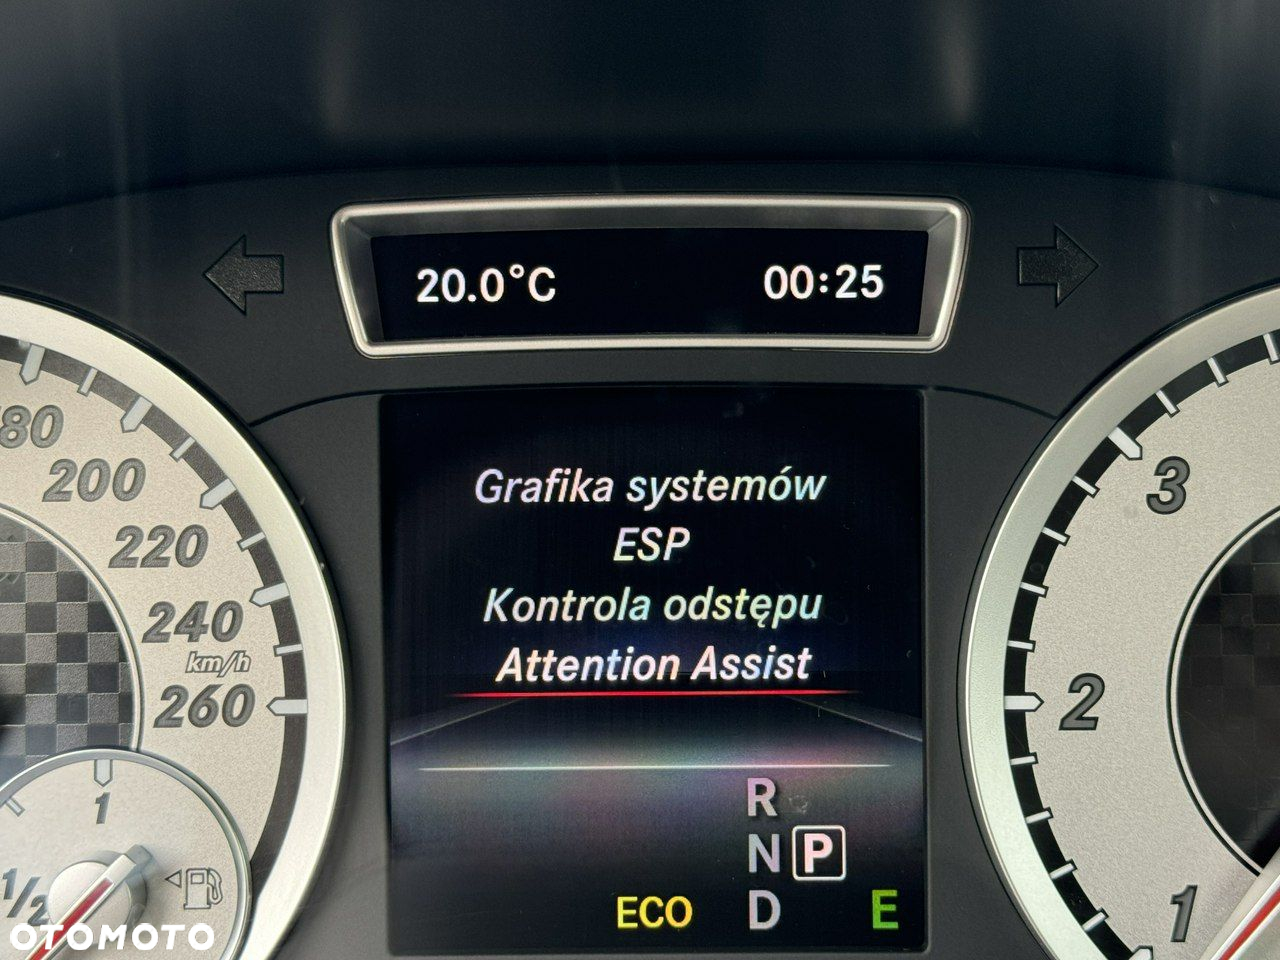 20.0°C 00:25
Grafika systemów
ESP
Kontrola odstępu
Attention Assist
R
N P
ECO D E
80
200
220
240
km/h
260
1
1/2
3
2
1
OTOMOTO